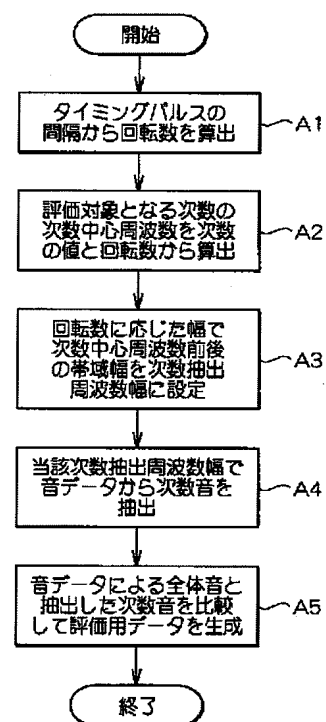 開始
タイミングパルスの
間隔から回転数を算出
A1
評価対象となる次数の
次数中心周波数を次数
の値と回転数から算出
A2
回転数に応じた幅で
次数中心周波数前後
の帯域幅を次数抽出
周波数幅に設定
A3
当該次数抽出周波数幅で
音データから次数音を
抽出
A4
音データによる全体音と
抽出した次数音を比較
して評価用データを生成
A5
終了